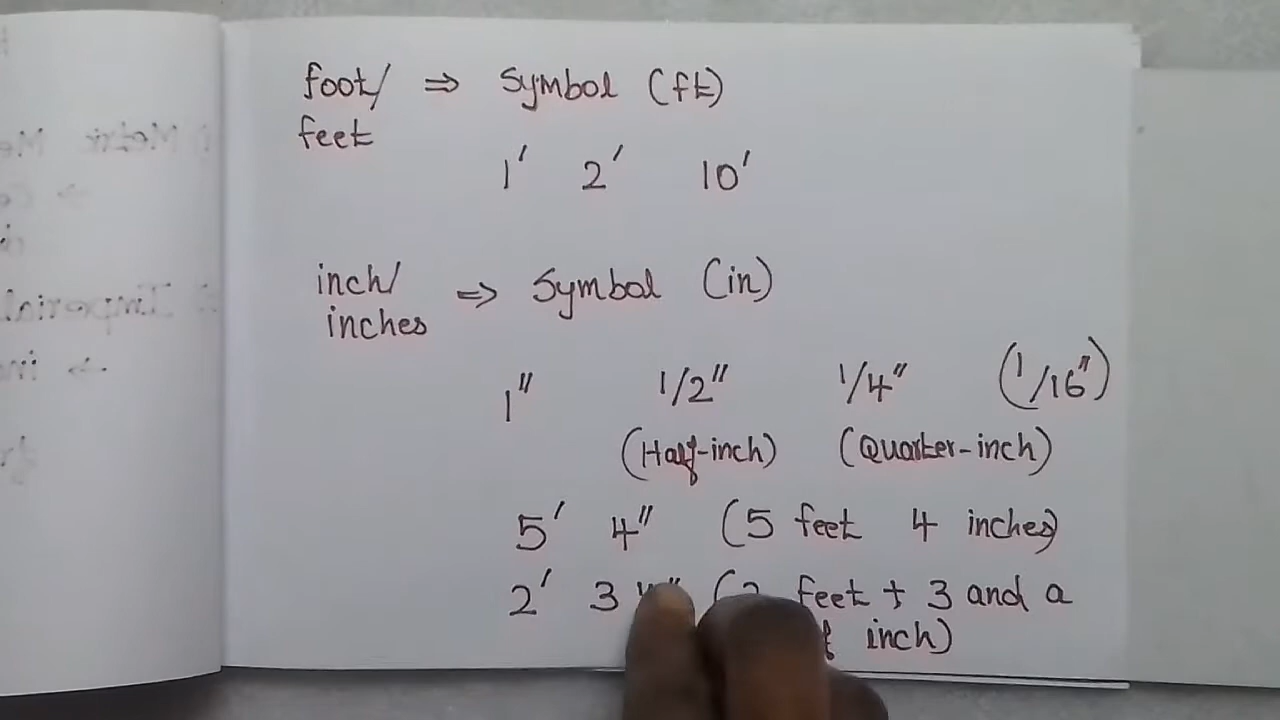 foot/ ⇒ Symbol (ft)
feet
1' 2' 10'
inch/ ⇒ Symbol (in)
inches
1" 1/2" 1/4" (1/16")
(Half-inch) (Quarter-inch)
5' 4" (5 feet 4 inches)
2' 3 feet + 3 and a
inch)